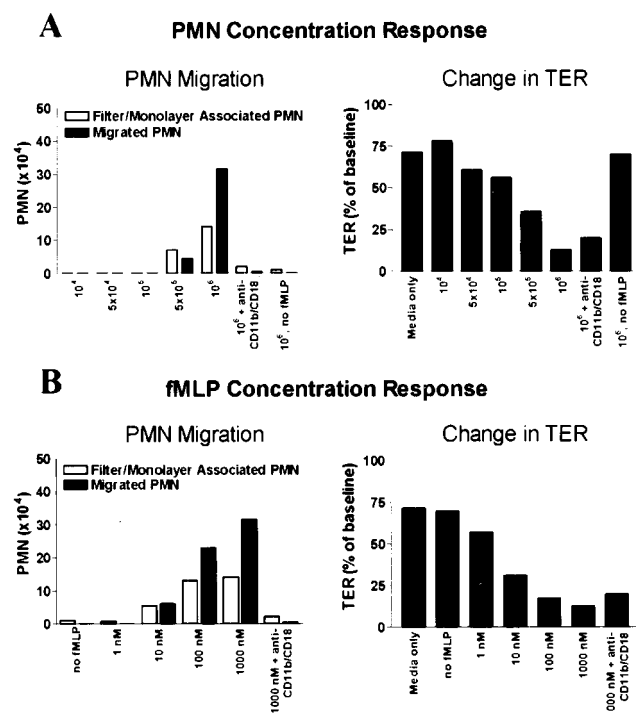 A
PMN Concentration Response
PMN Migration
Filter/Monolayer Associated PMN
Migrated PMN
PMN (x10⁴)
50
40
30
20
10
0
10⁴
5x10⁴
10⁵
5x10⁵
10⁶
10⁶ + anti-
CD11b/CD18
10⁶, no fMLP
Change in TER
TER (% of baseline)
100
75
50
25
0
Media only
10⁴
5x10⁴
10⁵
5x10⁵
10⁶
10⁶ + anti-
CD11b/CD18
10⁶, no fMLP
B
fMLP Concentration Response
PMN Migration
Filter/Monolayer Associated PMN
Migrated PMN
PMN (x10⁴)
50
40
30
20
10
0
no fMLP
1 nM
10 nM
100 nM
1000 nM
1000 nM + anti-
CD11b/CD18
Change in TER
TER (% of baseline)
00
75
50
25
0
Media only
no fMLP
1 nM
10 nM
100 nM
1000 nM
000 nM + anti-
CD11b/CD18